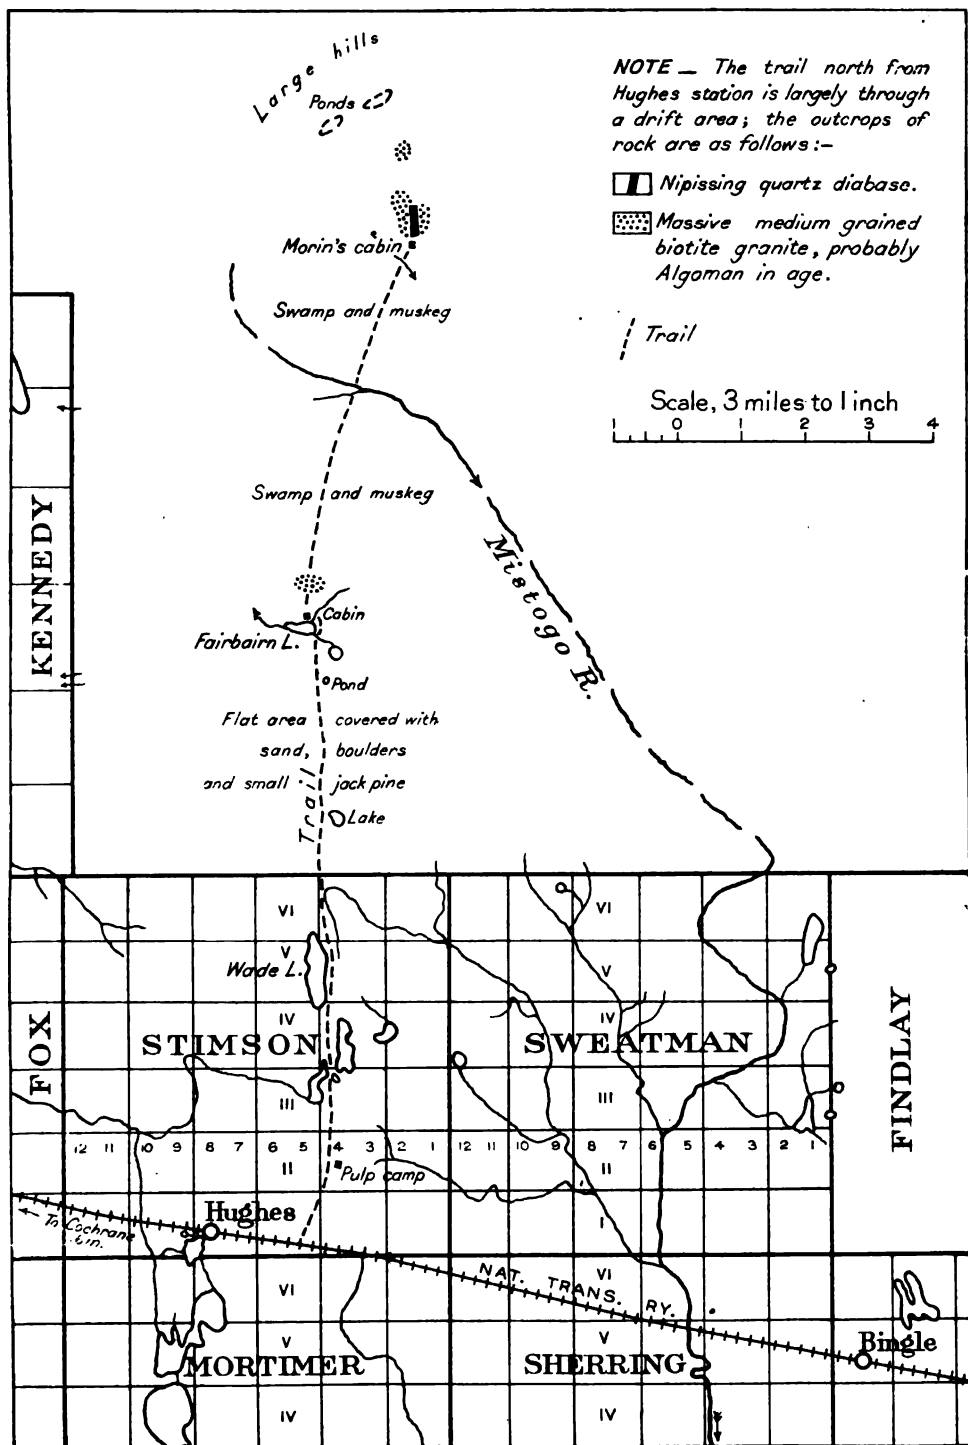 Large hills
Ponds
NOTE — The trail north from
Hughes station is largely through
a drift area; the outcrops of
rock are as follows:-
Nipissing quartz diabase.
Massive medium grained
biotite granite, probably
Algoman in age.
Trail
Scale, 3 miles to 1 inch
1 0 1 2 3 4
Morin's cabin
Swamp and muskeg
Swamp and muskeg
KENNEDY
Mistogo R.
Cabin
Fairbairn L.
Pond
Flat area covered with
sand, boulders
and small jack pine
Trail
Lake
VI VI
V V
Wade L.
IV IV
FOX
STIMSON
SWEATMAN
FINDLAY
III III
12 11 10 9 8 7 6 5 4 3 2 1 12 11 10 9 8 7 6 5 4 3 2 1
II II
Pulp camp
I
Hughes
To Cochrane
NAT. TRANS. RY.
VI VI
V V
Bingle
MORTIMER
SHERRING
IV IV